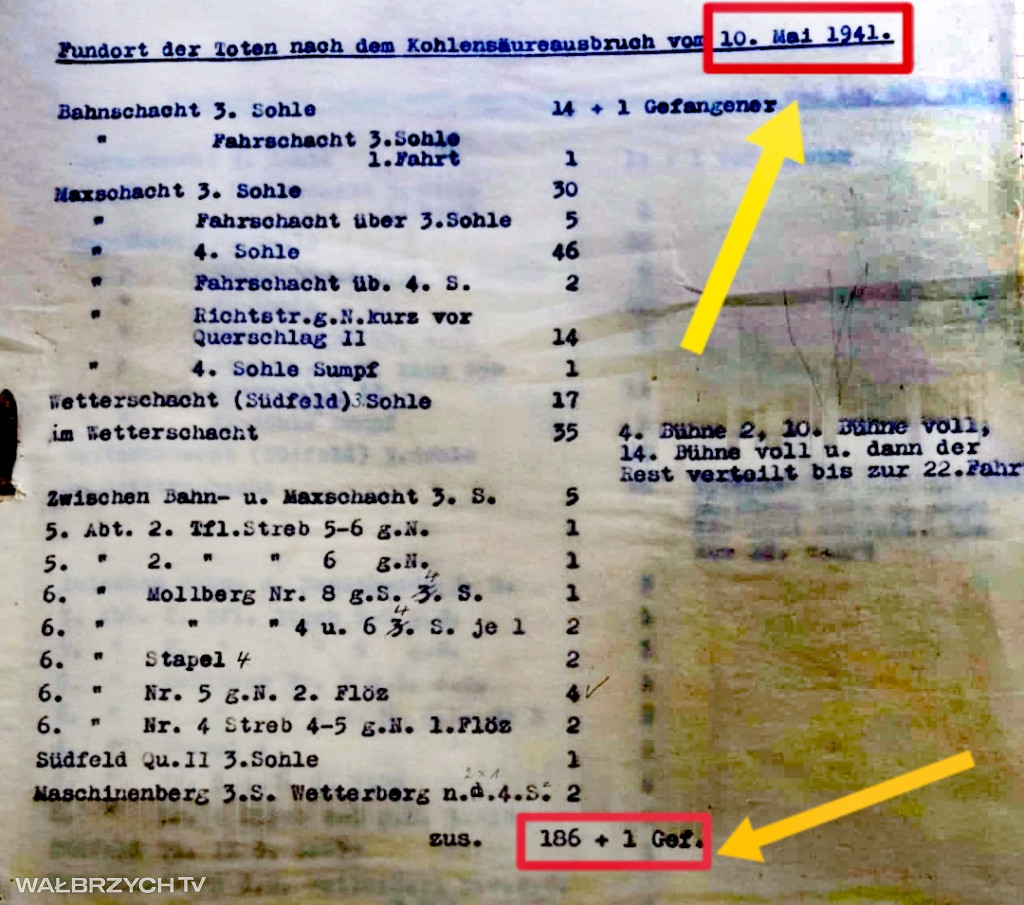 Fundort der Toten nach dem Kohlensäureausbruch vom 10. Mai 1941.
Bahnschacht 3. Sohle 14 + 1 Gefangener
" Fahrschacht 3.Sohle
1.Fahrt 1
Maxschacht 3. Sohle 30
" Fahrschacht über 3.Sohle 5
" 4. Sohle 46
" Fahrschacht üb. 4. S. 2
" Richtstr.g.N.kurz vor
Querschlag 11 14
" 4. Sohle Sumpf 1
Wetterschacht (Südfeld)3.Sohle 17
im Wetterschacht 35 4. Bühne 2, 10. Bühne voll,
14. Bühne voll u. dann der
Rest verteilt bis zur 22.Fahr
Zwischen Bahn- u. Maxschacht 3. S. 5
5. Abt. 2. Tfl.Streb 5-6 g.N. 1
5. " 2. " " 6 g.N. 1
6. " Mollberg Nr. 8 g.S. 4. S. 1
6. " " " 4 u. 6 4. S. je 1 2
6. " Stapel 4 2
6. " Nr. 5 g.N. 2. Flöz 4 ✓
6. " Nr. 4 Streb 4-5 g.N. 1.Flöz 2
Südfeld Qu.II 3.Sohle 1
2 x 1
Maschinenberg 3.S. Wetterberg n.d.4.S. 2
zus. 186 + 1 Gef.
WAŁBRZYCH TV